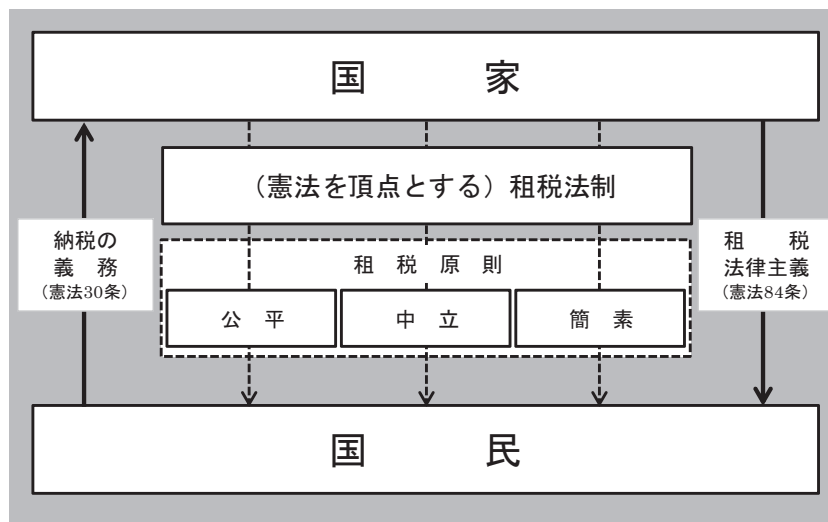 国 家
（憲法を頂点とする）租税法制
納税の
義 務
（憲法30条）
租 税
法律主義
（憲法84条）
租 税 原 則
公 平
中 立
簡 素
国 民